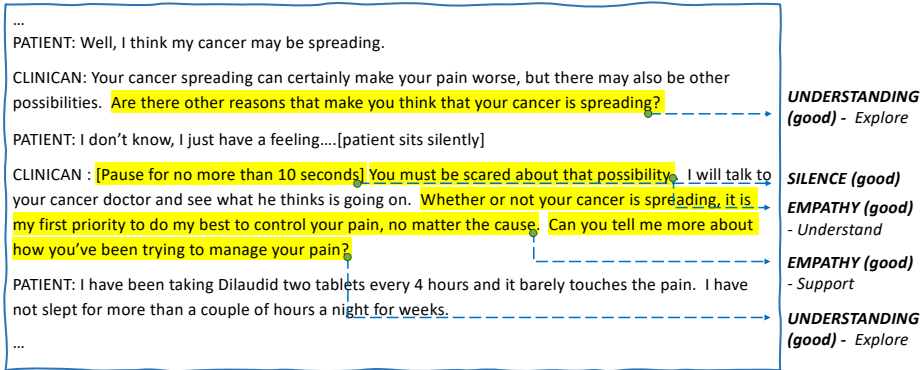 ...
PATIENT: Well, I think my cancer may be spreading.
CLINICAN: Your cancer spreading can certainly make your pain worse, but there may also be other
possibilities. Are there other reasons that make you think that your cancer is spreading?
UNDERSTANDING
(good) - Explore
PATIENT: I don't know, I just have a feeling....[patient sits silently]
CLINICAN : [Pause for no more than 10 seconds] You must be scared about that possibility. I will talk to
SILENCE (good)
your cancer doctor and see what he thinks is going on. Whether or not your cancer is spreading, it is
EMPATHY (good)
- Understand
my first priority to do my best to control your pain, no matter the cause. Can you tell me more about
how you've been trying to manage your pain?
EMPATHY (good)
- Support
PATIENT: I have been taking Dilaudid two tablets every 4 hours and it barely touches the pain. I have
not slept for more than a couple of hours a night for weeks.
UNDERSTANDING
(good) - Explore
...